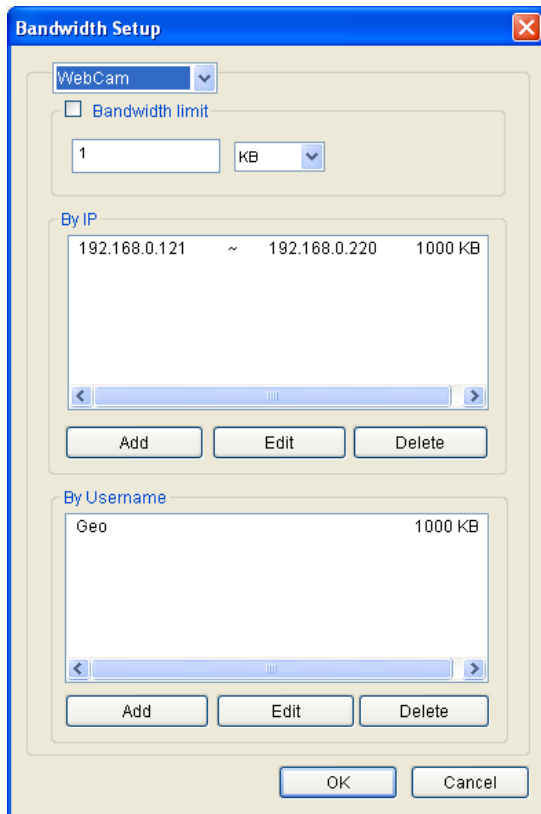 Bandwidth Setup
WebCam
Bandwidth limit
1 KB
By IP
192.168.0.121 ~ 192.168.0.220 1000 KB
Add Edit Delete
By Username
Geo 1000 KB
Add Edit Delete
OK Cancel